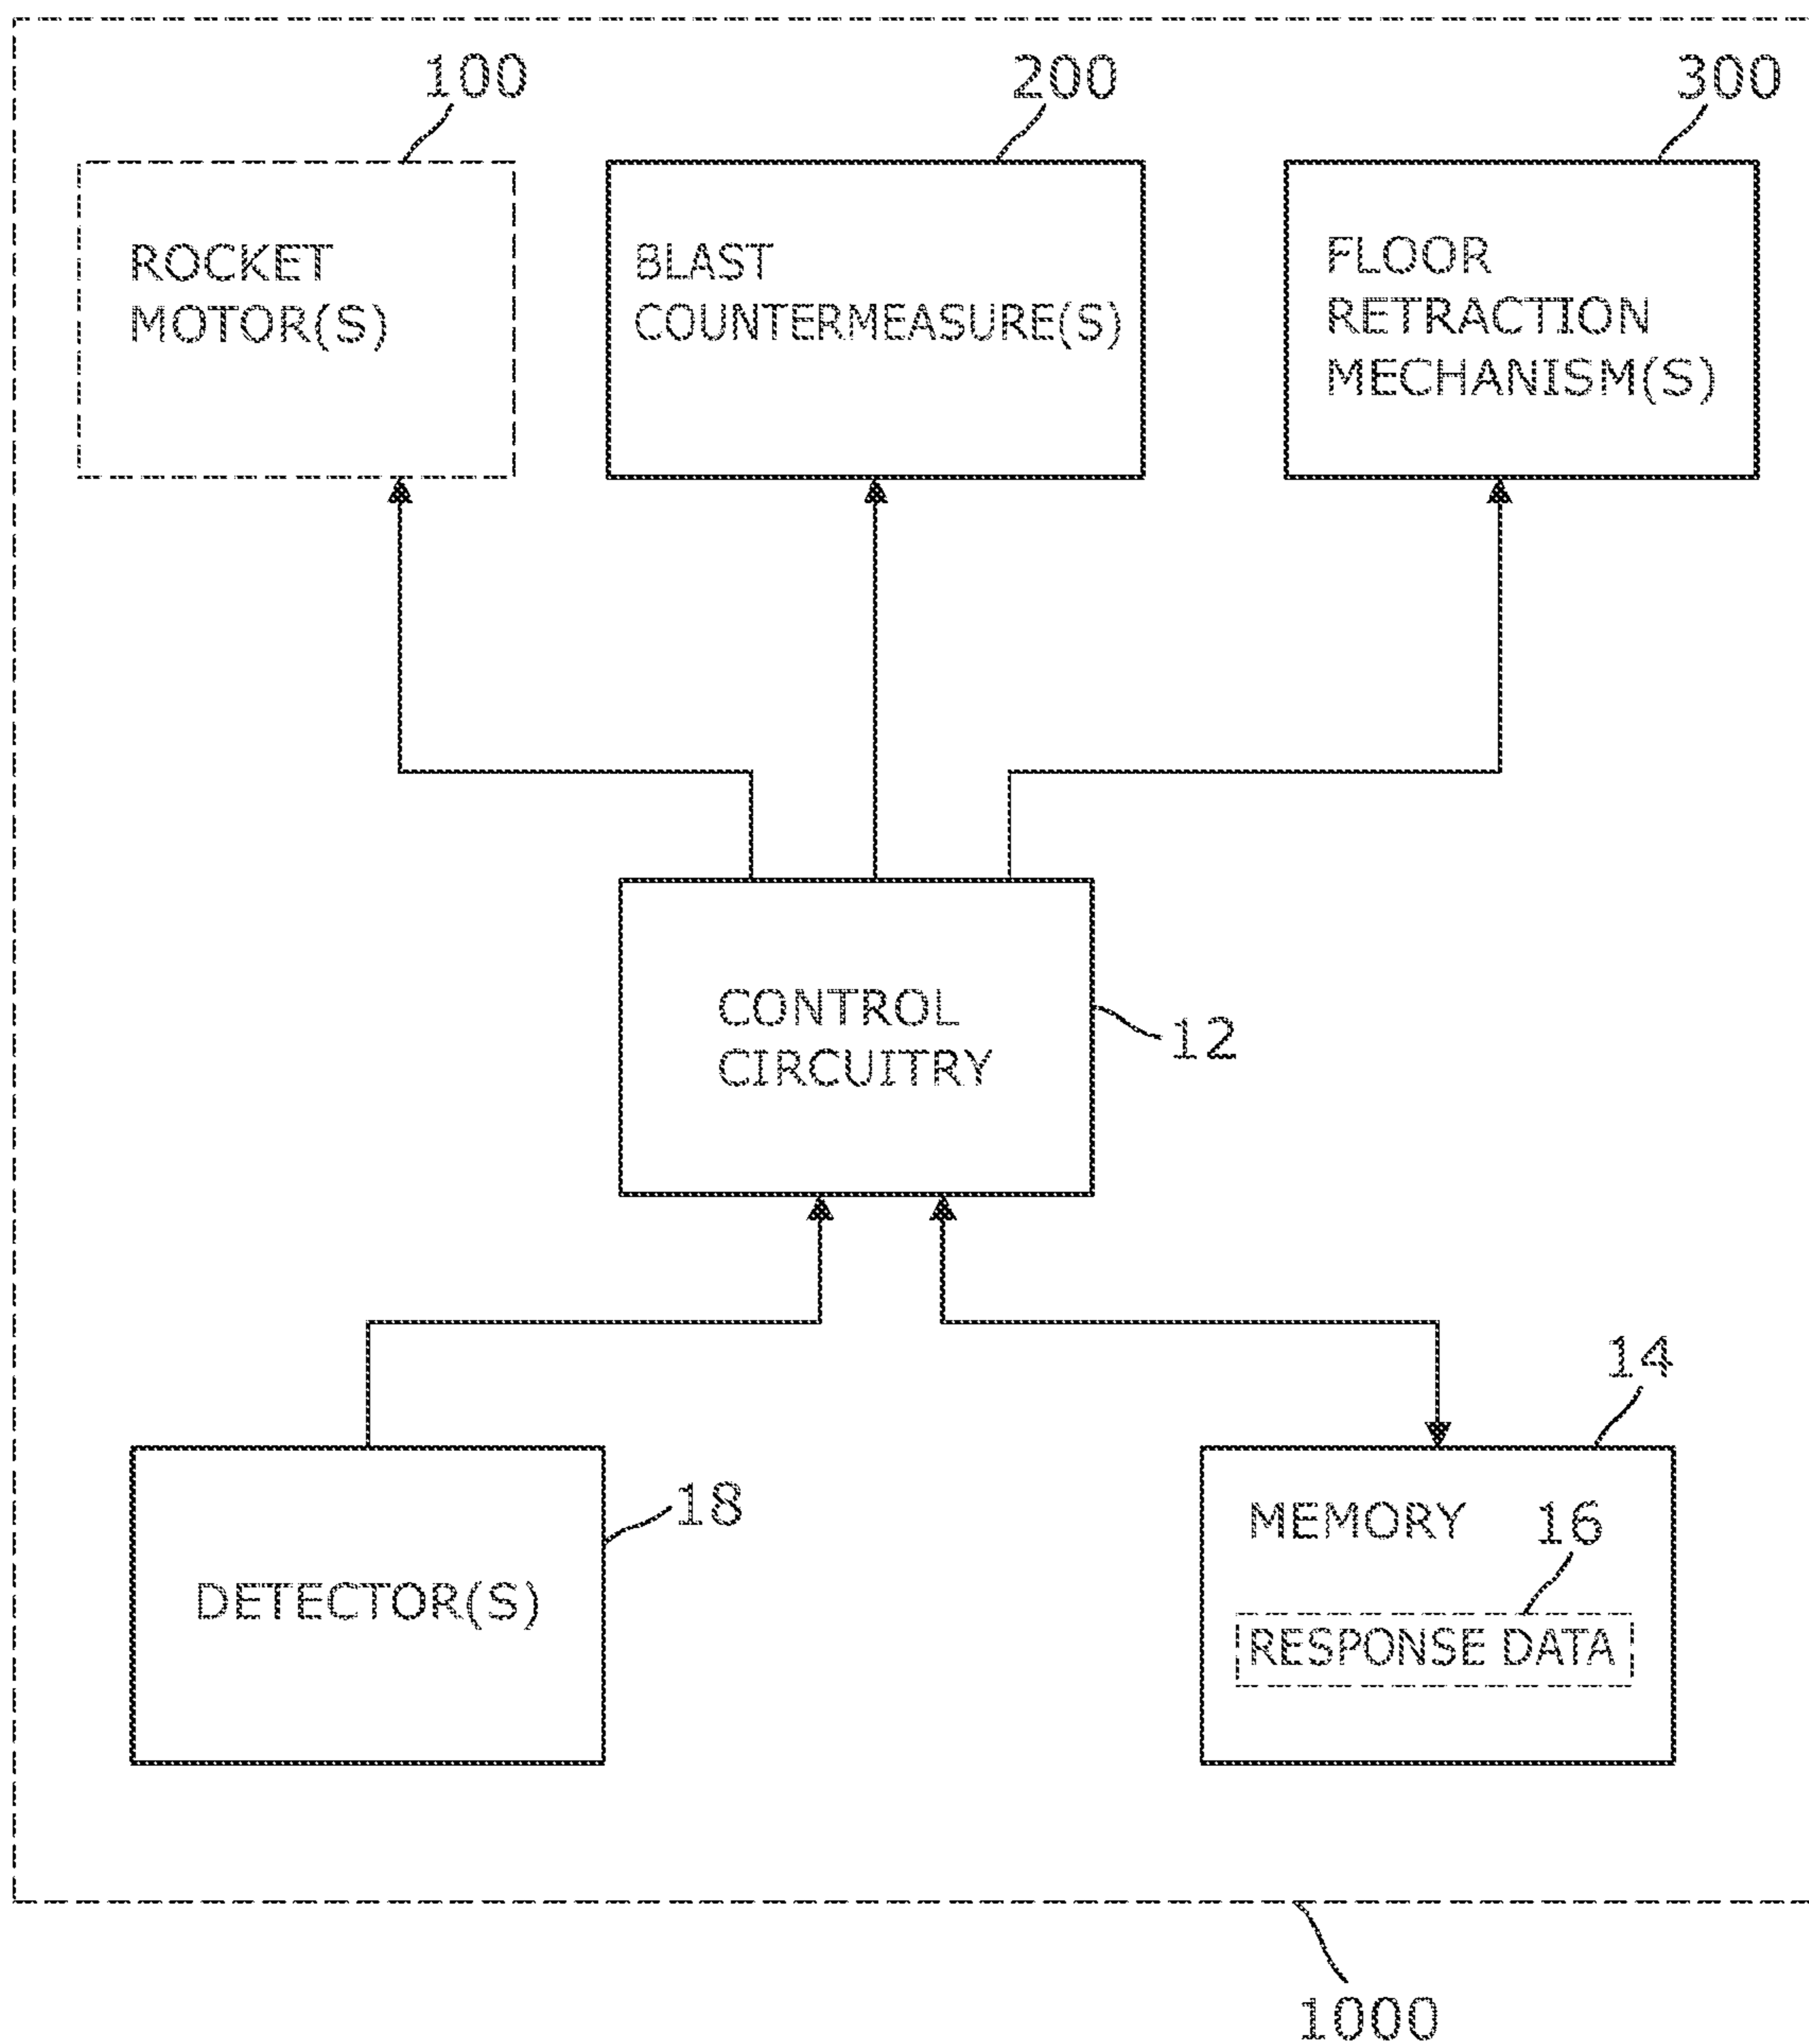 100
200
300
ROCKET
MOTOR(S)
BLAST
COUNTERMEASURE(S)
FLOOR
RETRACTION
MECHANISM(S)
CONTROL
CIRCUITRY
12
14
18
DETECTOR(S)
MEMORY
16
RESPONSE DATA
1000